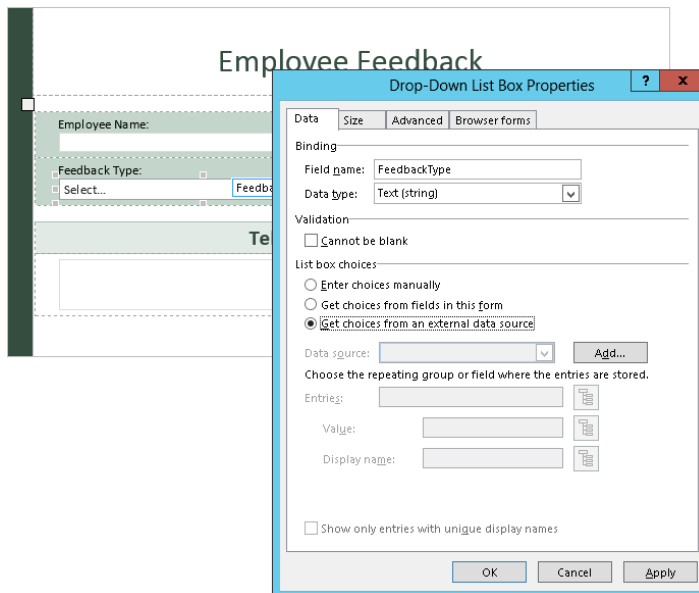 Employee Feedback
Drop-Down List Box Properties
?
x
Data
Size
Advanced
Browser forms
Binding
Field name:
FeedbackType
Data type:
Text (string)
Validation
Cannot be blank
List box choices
Enter choices manually
Get choices from fields in this form
Get choices from an external data source
Data source:
Add...
Choose the repeating group or field where the entries are stored.
Entries:
Value:
Display name:
Show only entries with unique display names
OK
Cancel
Apply
Employee Name:
Feedback Type:
Select...